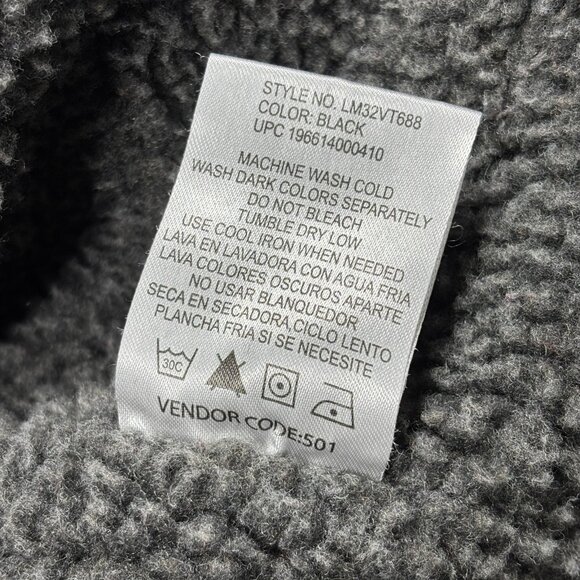 STYLE NO. LM32VT688
COLOR: BLACK
UPC 196614000410
MACHINE WASH COLD
WASH DARK COLORS SEPARATELY
DO NOT BLEACH
TUMBLE DRY LOW
USE COOL IRON WHEN NEEDED
LAVA EN LAVADORA CON AGUA FRIA
LAVA COLORES OSCUROS APARTE
NO USAR BLANQUEDOR
SECA EN SECADORA,CICLO LENTO
PLANCHA FRIA SI SE NECESITE
30C
VENDOR CODE:501